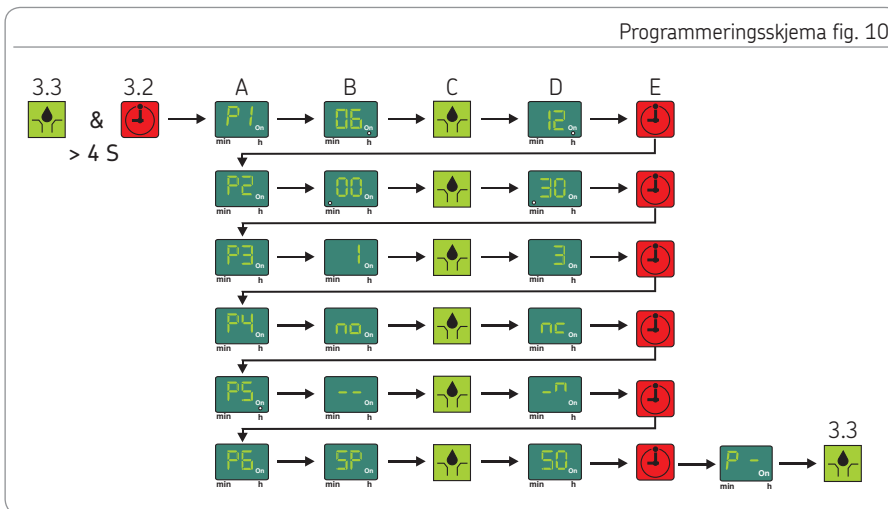 Programmeringsskjema fig. 10
3.3 3.2 A B C D E
& P1 On 06 On 12 On
> 4 S min h min h min h
P2 On 00 On 30 On
min h min h min h
P3 On 1 On 3 On
min h min h min h
P4 On no On nc On
min h min h min h
P5 On -- On -n On
min h min h min h
3.3
P6 On SP On SO On P - On
min h min h min h min h